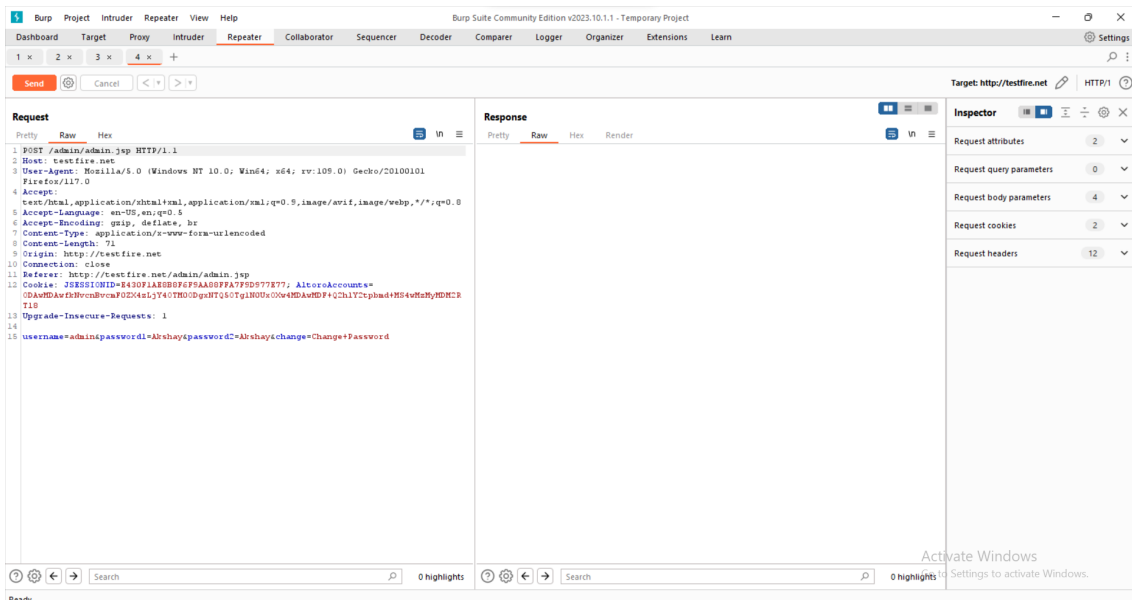 Burp Project Intruder Repeater View Help
Burp Suite Community Edition v2023.10.1.1 - Temporary Project
Dashboard Target Proxy Intruder Repeater Collaborator Sequencer Decoder Comparer Logger Organizer Extensions Learn
Settings
1 × 2 × 3 × 4 × +
Send Cancel < >
Target: http://testfire.net HTTP/1
Request
Pretty Raw Hex
\n
1 POST /admin/admin.jsp HTTP/1.1
2 Host: testfire.net
3 User-Agent: Mozilla/5.0 (Windows NT 10.0; Win64; x64; rv:109.0) Gecko/20100101
Firefox/117.0
4 Accept:
text/html,application/xhtml+xml,application/xml;q=0.9,image/avif,image/webp,*/*;q=0.8
5 Accept-Language: en-US,en;q=0.5
6 Accept-Encoding: gzip, deflate, br
7 Content-Type: application/x-www-form-urlencoded
8 Content-Length: 71
9 Origin: http://testfire.net
10 Connection: close
11 Referer: http://testfire.net/admin/admin.jsp
12 Cookie: JSESSIONID= AltoroAccounts=
13 Upgrade-Insecure-Requests: 1
14
15 username=admin&password1=Akshay&password2=Akshay&change=Change+Password
Search
0 highlights
Response
Pretty Raw Hex Render
\n
Search
0 highlights
Inspector
Request attributes 2
Request query parameters 0
Request body parameters 4
Request cookies 2
Request headers 12
Activate Windows
Go to Settings to activate Windows.
Ready